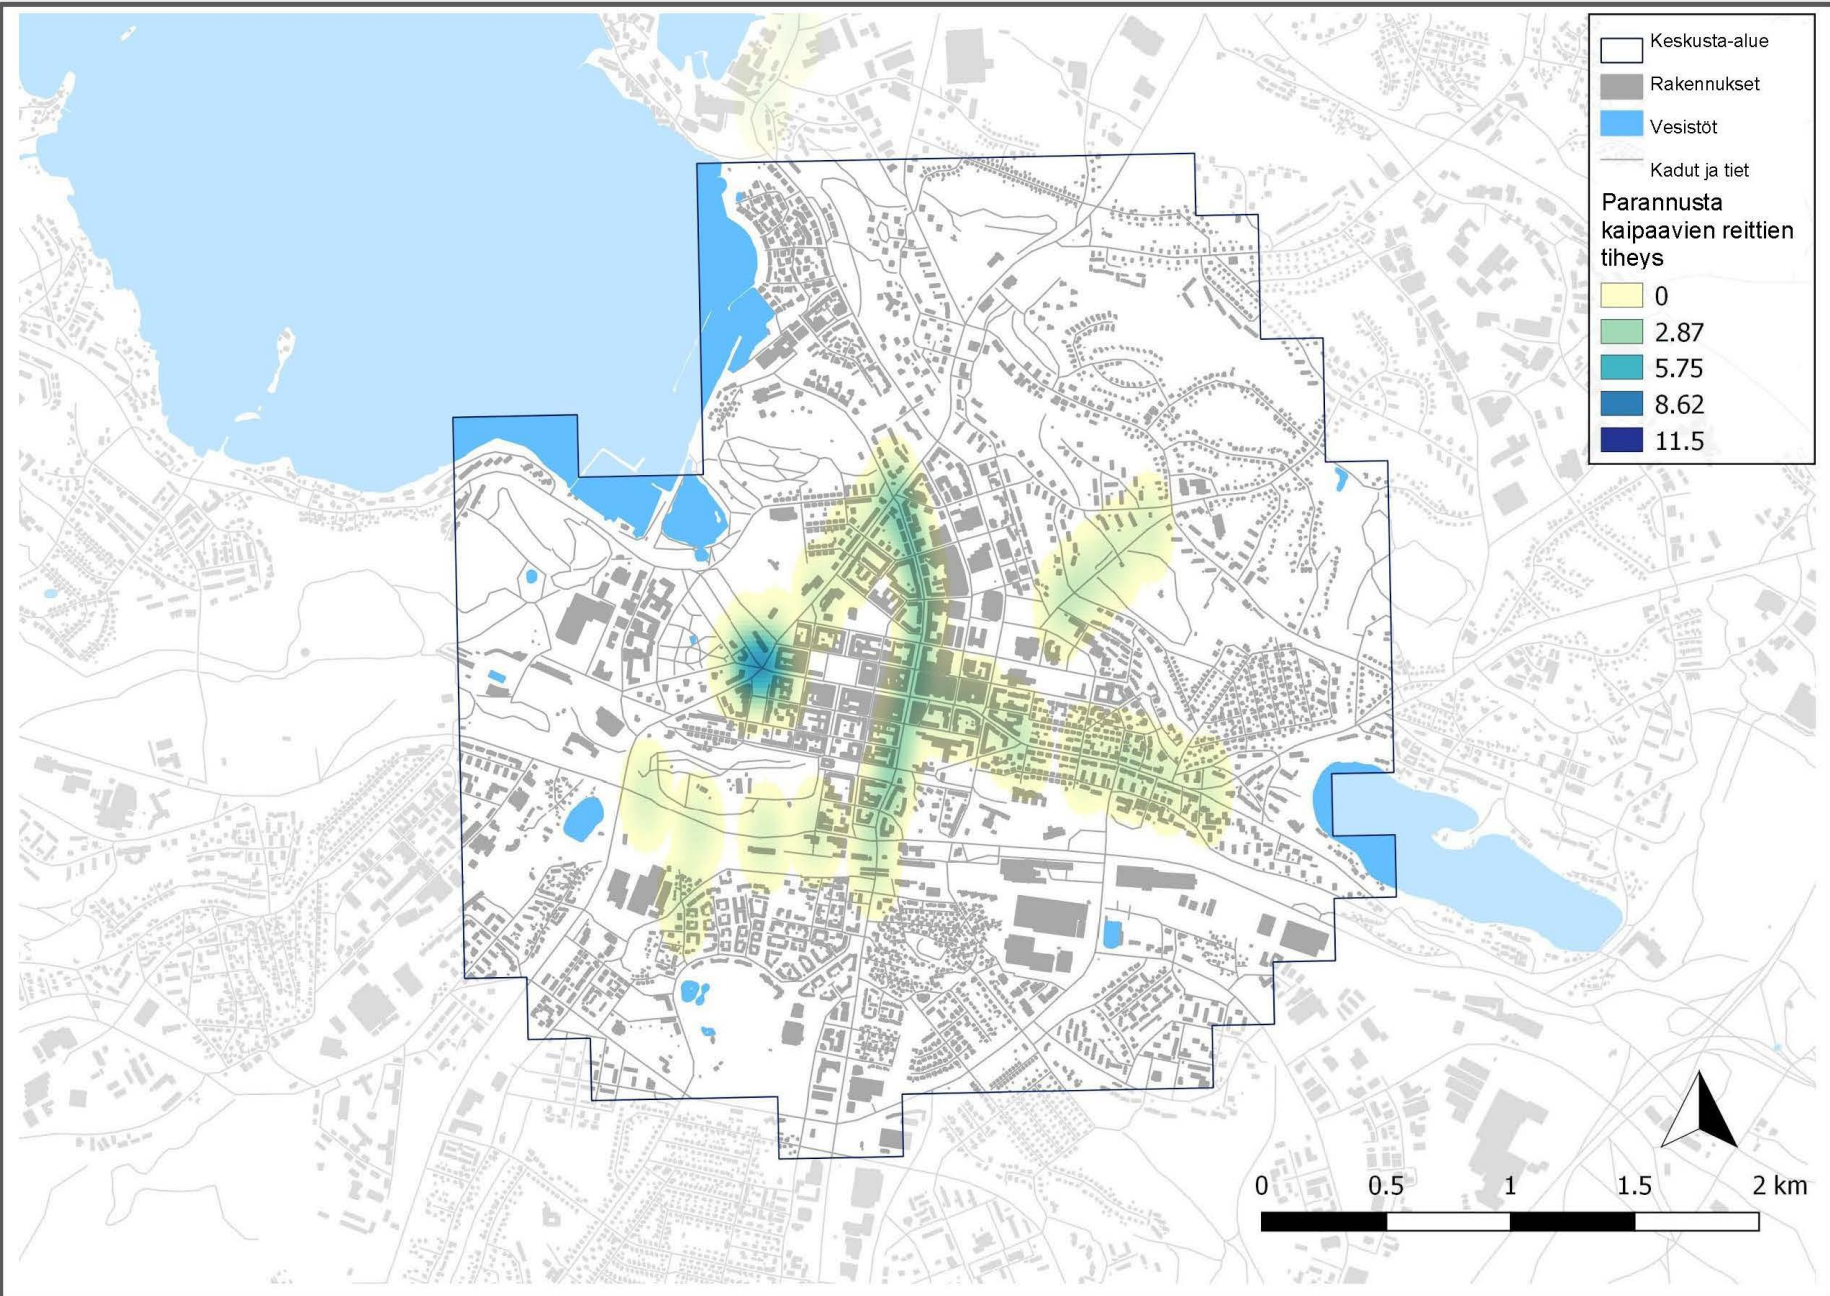 Keskusta-alue
Rakennukset
Vesistöt
Kadut ja tiet
Parannusta
kaipaavien reittien
tiheys
0
2.87
5.75
8.62
11.5
0 0.5 1 1.5 2 km